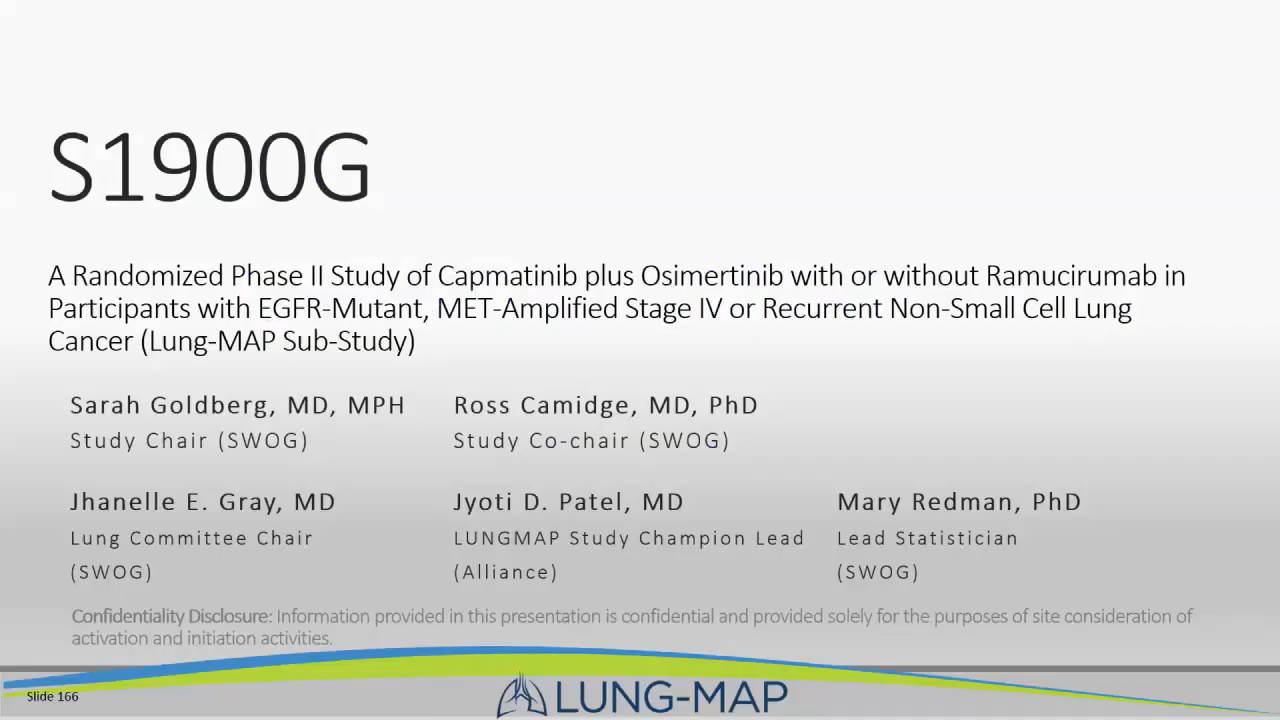 S1900G
A Randomized Phase II Study of Capmatinib plus Osimertinib with or without Ramucirumab in
Participants with EGFR-Mutant, MET-Amplified Stage IV or Recurrent Non-Small Cell Lung
Cancer (Lung-MAP Sub-Study)
Sarah Goldberg, MD, MPH
Study Chair (SWOG)
Ross Camidge, MD, PhD
Study Co-chair (SWOG)
Jhanelle E. Gray, MD
Lung Committee Chair
(SWOG)
Jyoti D. Patel, MD
LUNGMAP Study Champion Lead
(Alliance)
Mary Redman, PhD
Lead Statistician
(SWOG)
Confidentiality Disclosure: Information provided in this presentation is confidential and provided solely for the purposes of site consideration of
activation and initiation activities.
Slide 166
LUNG-MAP